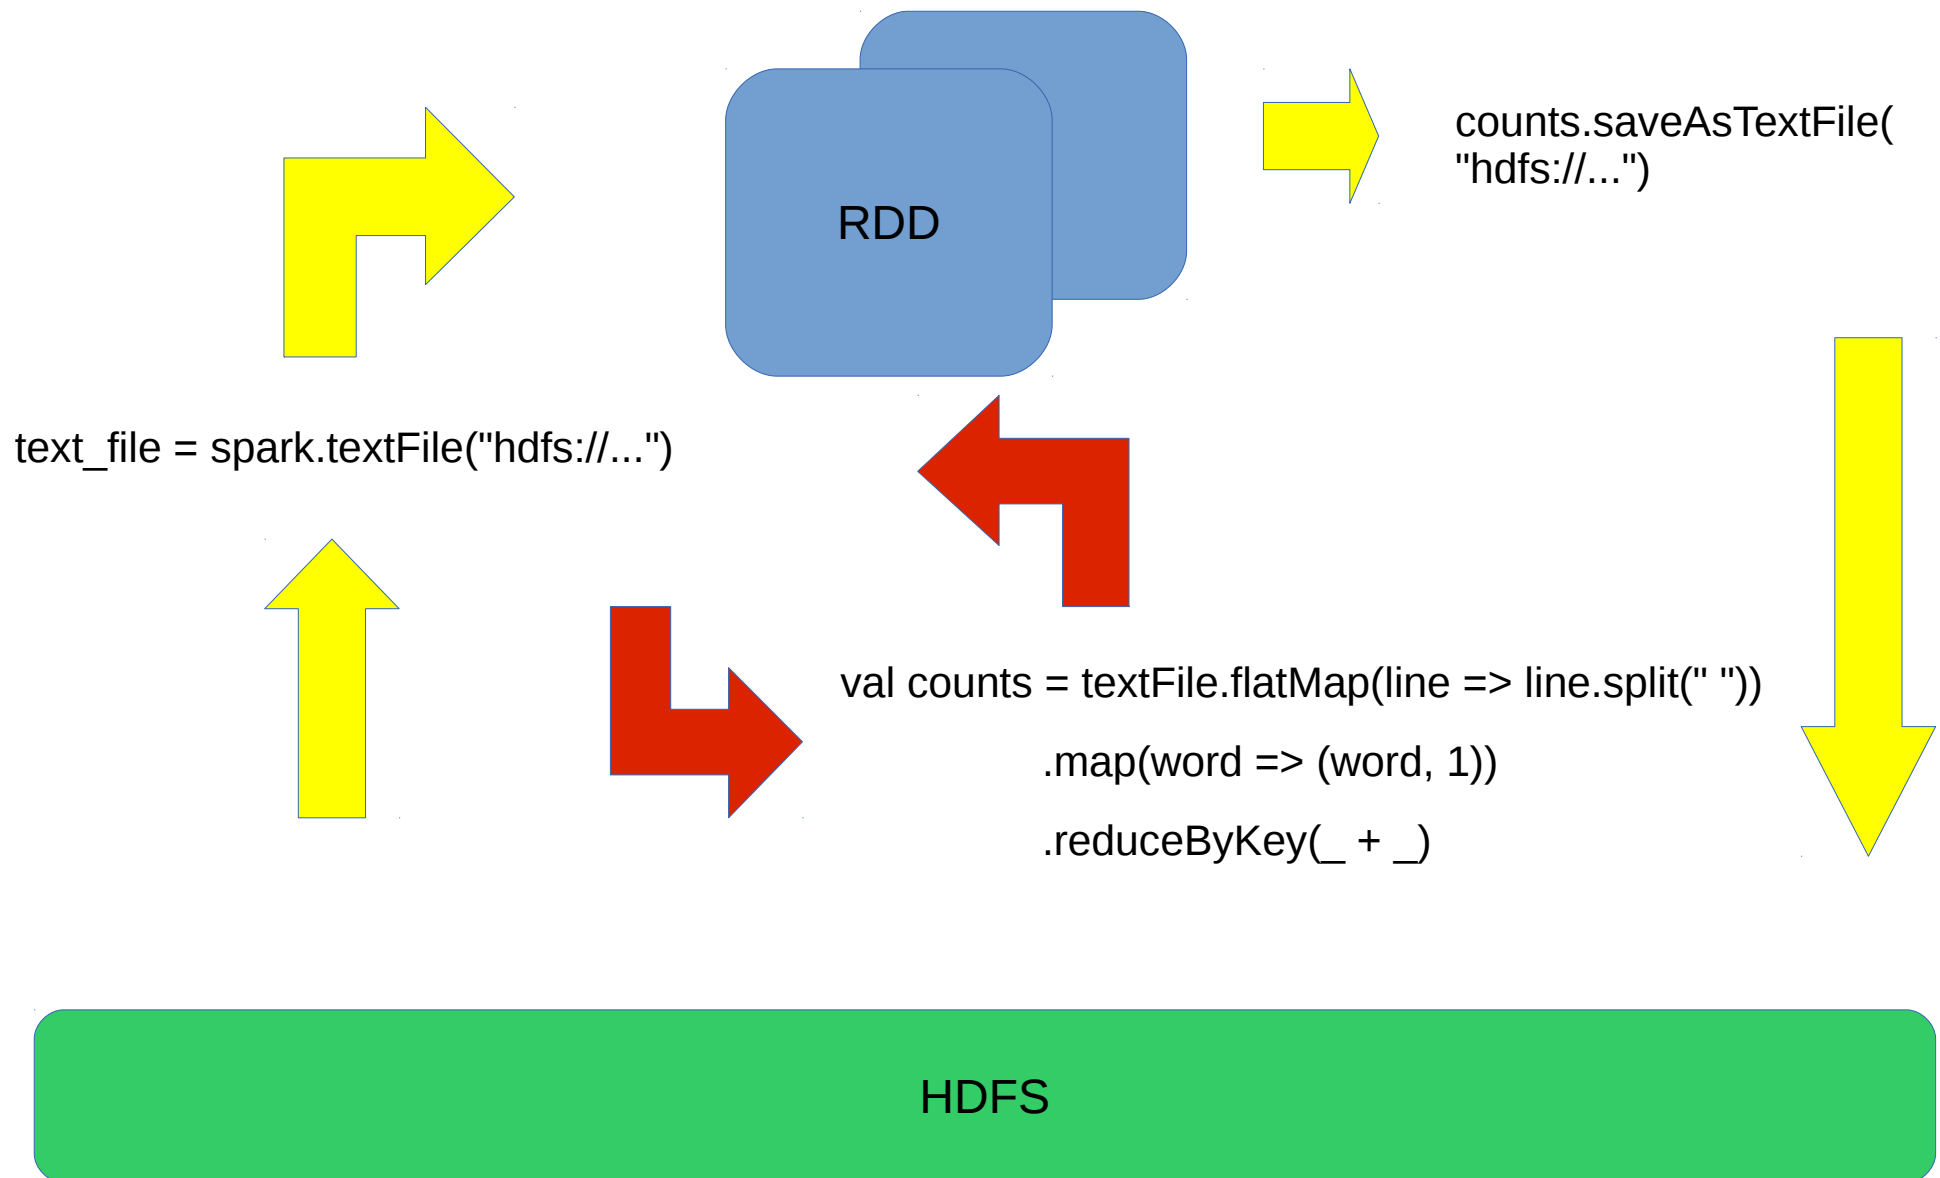 counts.saveAsTextFile(
"hdfs://...")
RDD
text_file = spark.textFile("hdfs://...")
val counts = textFile.flatMap(line => line.split(" "))
.map(word => (word, 1))
.reduceByKey(_ + _)
HDFS